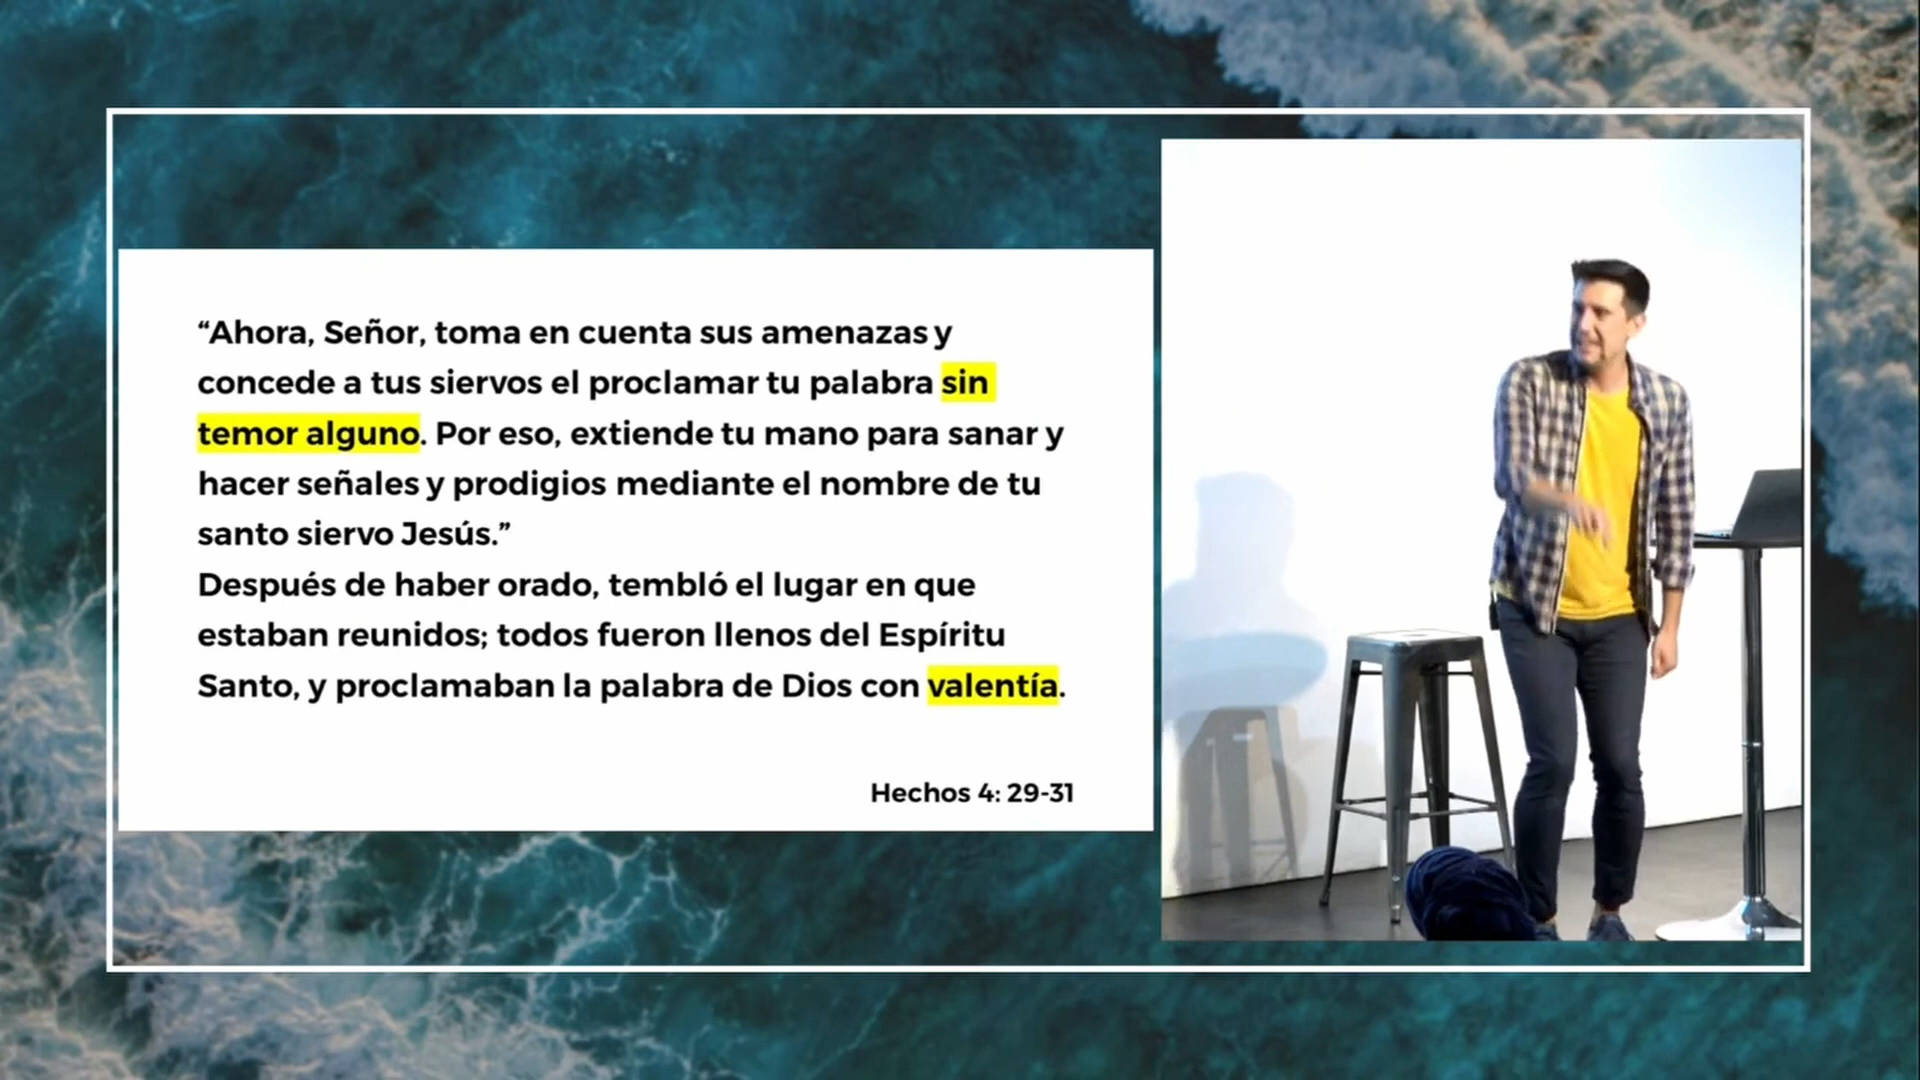 “Ahora, Señor, toma en cuenta sus amenazas y
concede a tus siervos el proclamar tu palabra sin
temor alguno. Por eso, extiende tu mano para sanar y
hacer señales y prodigios mediante el nombre de tu
santo siervo Jesús.”
Después de haber orado, tembló el lugar en que
estaban reunidos; todos fueron llenos del Espíritu
Santo, y proclamaban la palabra de Dios con valentía.
Hechos 4: 29-31